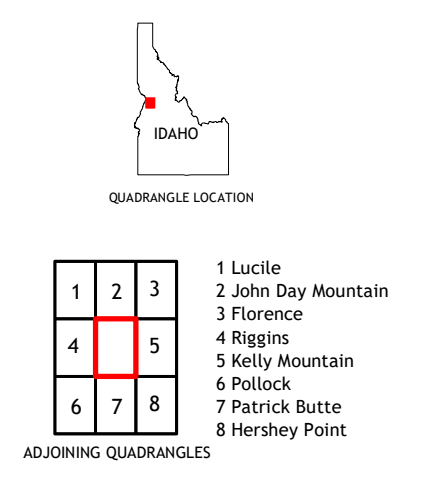 IDAHO
QUADRANGLE LOCATION
1 2 3
4 5
6 7 8
1 Lucile
2 John Day Mountain
3 Florence
4 Riggins
5 Kelly Mountain
6 Pollock
7 Patrick Butte
8 Hershey Point
ADJOINING QUADRANGLES